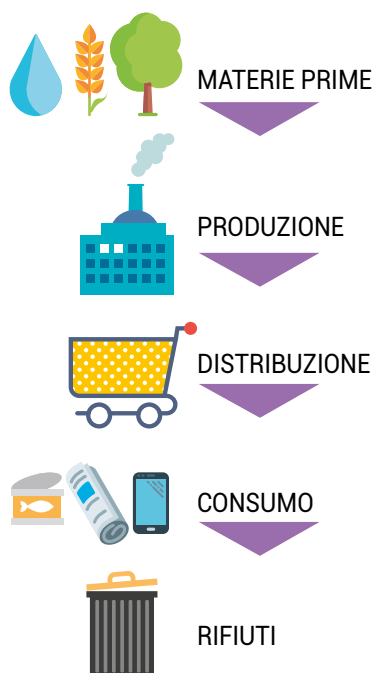 MATERIE PRIME
PRODUZIONE
DISTRIBUZIONE
CONSUMO
RIFIUTI